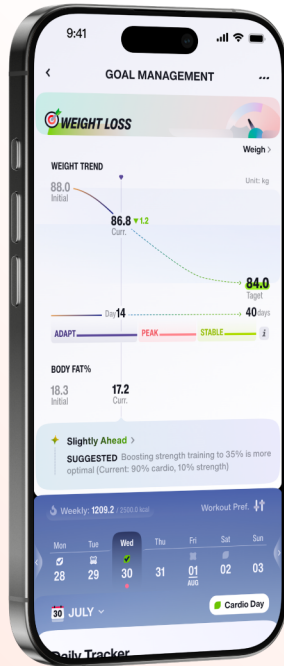 9:41
GOAL MANAGEMENT
WEIGHT LOSS
Weigh >
WEIGHT TREND
Unit: kg
88.0
Initial
86.8 ▼1.2
Curr.
84.0
Taget
Day14
40days
ADAPT
PEAK
STABLE
i
BODY FAT%
18.3
Initial
17.2
Curr.
Slightly Ahead >
SUGGESTED Boosting strength training to 35% is more
optimal (Current: 90% cardio, 10% strength)
Weekly: 1209.2 / 2500.0 kcal
Workout Pref.
Mon Tue Wed Thu Fri Sat Sun
28 29 30 31 01 02 03
AUG
30 JULY
Cardio Day
Daily Tracker